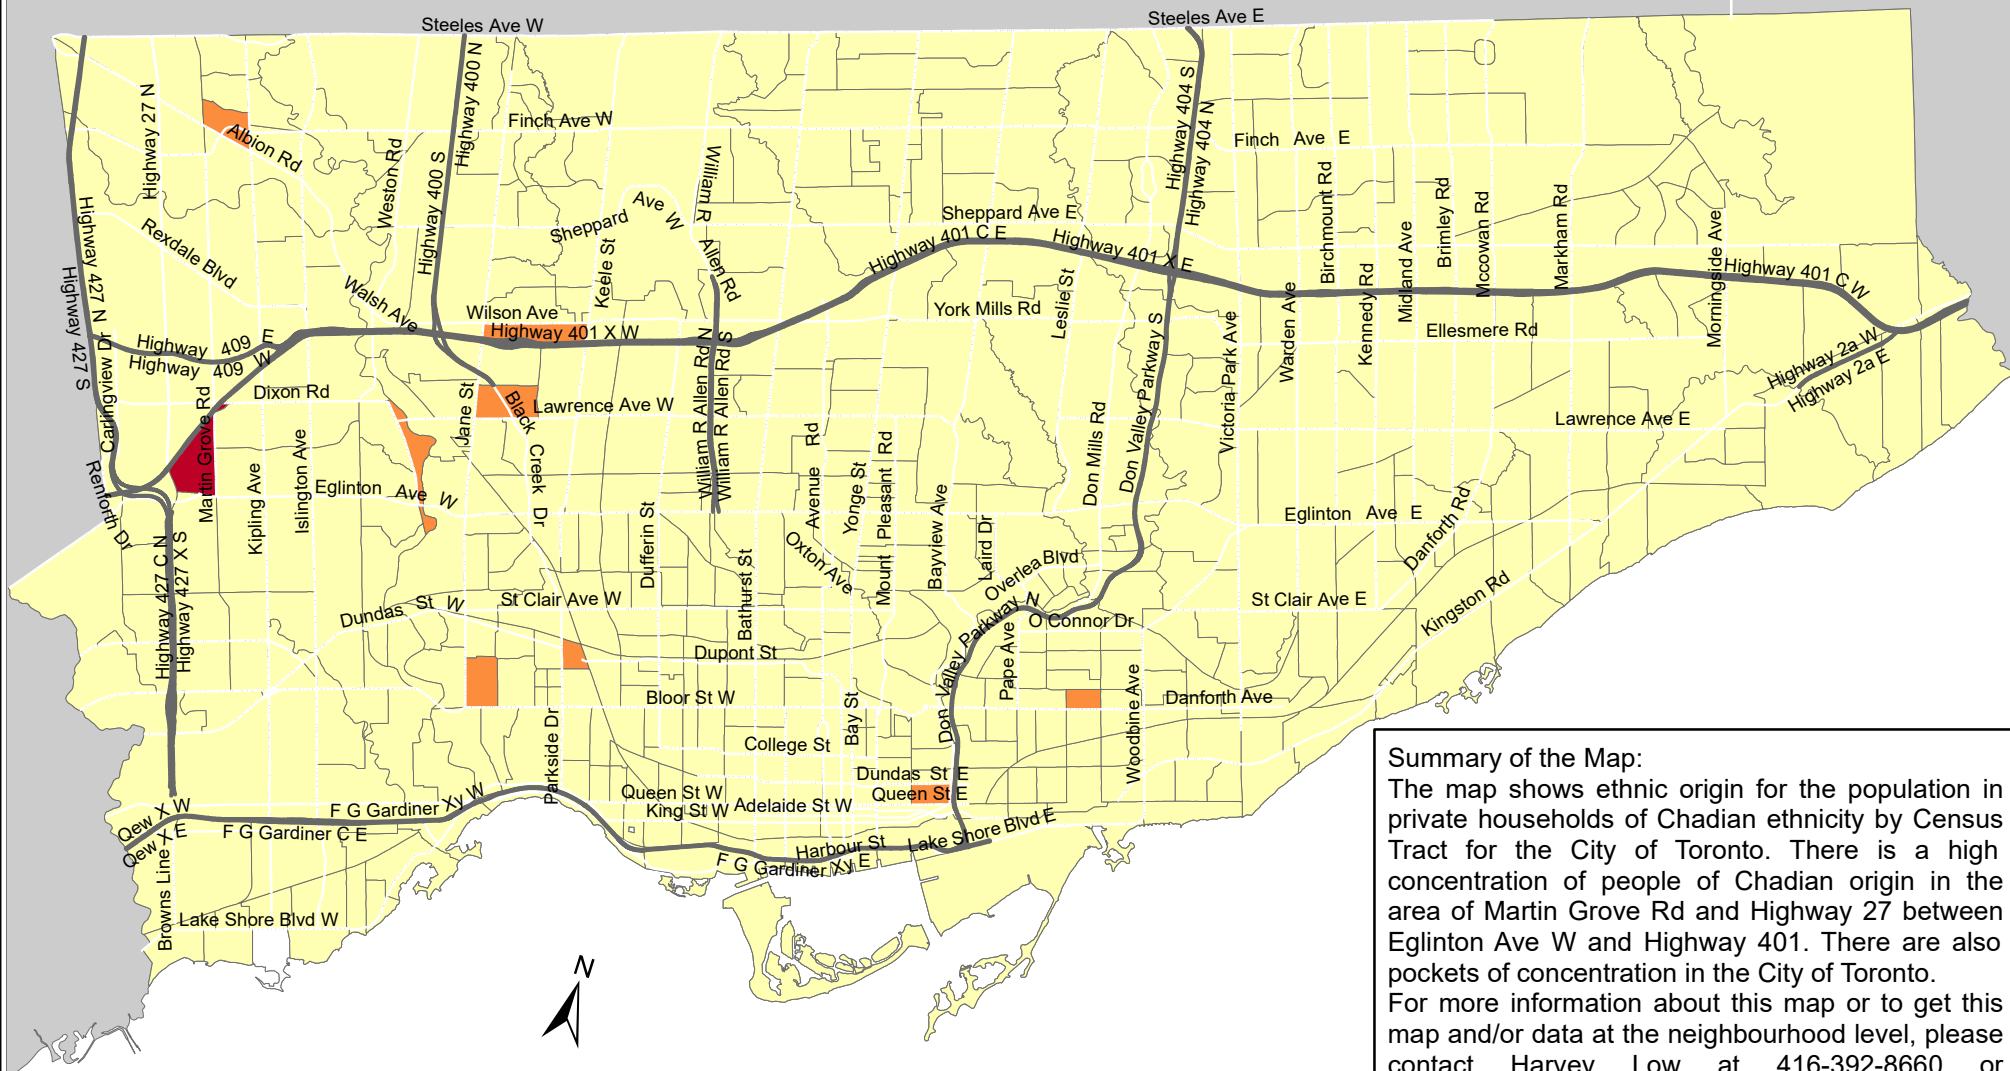 Steeles Ave W
Steeles Ave E
Highway 27 N
Albion Rd
Weston Rd
Highway 400 N
Highway 400 S
Finch Ave W
William R Allen Rd
Highway 404 S
Highway 404 N
Finch Ave E
Rexdale Blvd
Highway 427 N
Highway 427 S
Sheppard Ave W
Keele St
Sheppard Ave E
Highway 401 C E
Highway 401 X E
Birchmount Rd
Kennedy Rd
Midland Ave
Brimley Rd
Mccowan Rd
Markham Rd
Morningside Ave
Highway 401 C W
Walsh Ave
Wilson Ave
Highway 401 X W
York Mills Rd
Leslie St
Warden Ave
Ellesmere Rd
Highway 2a W
Highway 2a E
Highway 409 E
Highway 409 W
Carlingview Dr
Dixon Rd
Martin Grove Rd
Jane St
Black Creek Dr
Lawrence Ave W
William R Allen Rd N
William R Allen Rd S
Don Valley Parkway S
Victoria Park Ave
Lawrence Ave E
Renforth Dr
Kipling Ave
Islington Ave
Eglinton Ave W
Dufferin St
Avenue Rd
Yonge St
Mount Pleasant Rd
Bayview Ave
Laird Dr
Don Mills Rd
Eglinton Ave E
Danforth Rd
Oxton Ave
Overlea Blvd
Highway 427 C N
Highway 427 X S
Dundas St W
St Clair Ave W
Bathurst St
Don Valley Parkway N
O Connor Dr
St Clair Ave E
Kingston Rd
Dupont St
Pape Ave
Bloor St W
Bay St
Woodbine Ave
Danforth Ave
Parkside Dr
College St
Dundas St E
Queen St E
Queen St W
King St W
Adelaide St W
Qew X W
Qew X E
F G Gardiner Xy W
F G Gardiner C E
Harbour St
Lake Shore Blvd E
F G Gardiner Xy E
Browns Line
Lake Shore Blvd W
N
Summary of the Map:
The map shows ethnic origin for the population in
private households of Chadian ethnicity by Census
Tract for the City of Toronto. There is a high
concentration of people of Chadian origin in the
area of Martin Grove Rd and Highway 27 between
Eglinton Ave W and Highway 401. There are also
pockets of concentration in the City of Toronto.
For more information about this map or to get this
map and/or data at the neighbourhood level, please
contact Harvey Low at 416-392-8660 or